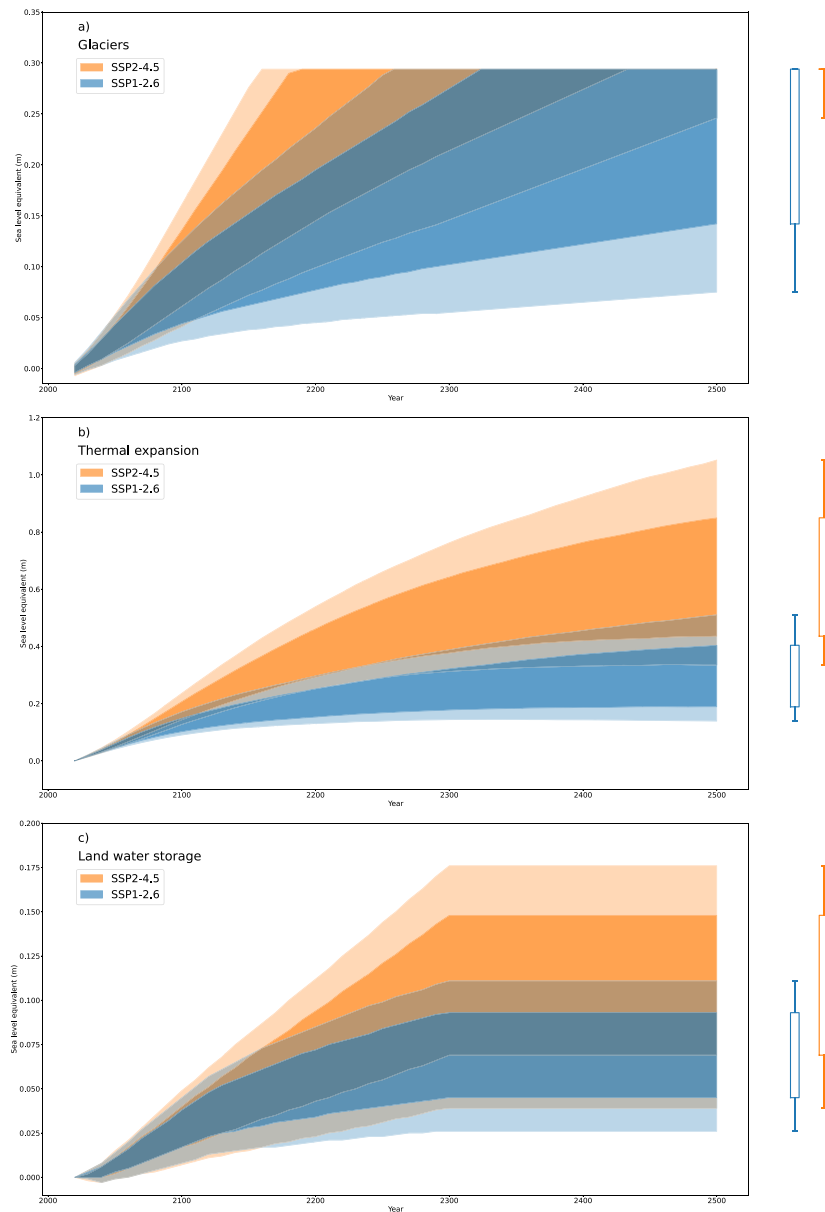 a)
Glaciers
SSP2-4.5
SSP1-2.6
0.35
0.30
0.25
0.20
0.15
0.10
0.05
0.00
Sea level equivalent (m)
2000 2100 2200 2300 2400 2500
Year
b)
Thermal expansion
SSP2-4.5
SSP1-2.6
1.2
1.0
0.8
0.6
0.4
0.2
0.0
Sea level equivalent (m)
2000 2100 2200 2300 2400 2500
Year
c)
Land water storage
SSP2-4.5
SSP1-2.6
0.200
0.175
0.150
0.125
0.100
0.075
0.050
0.025
0.000
Sea level equivalent (m)
2000 2100 2200 2300 2400 2500
Year